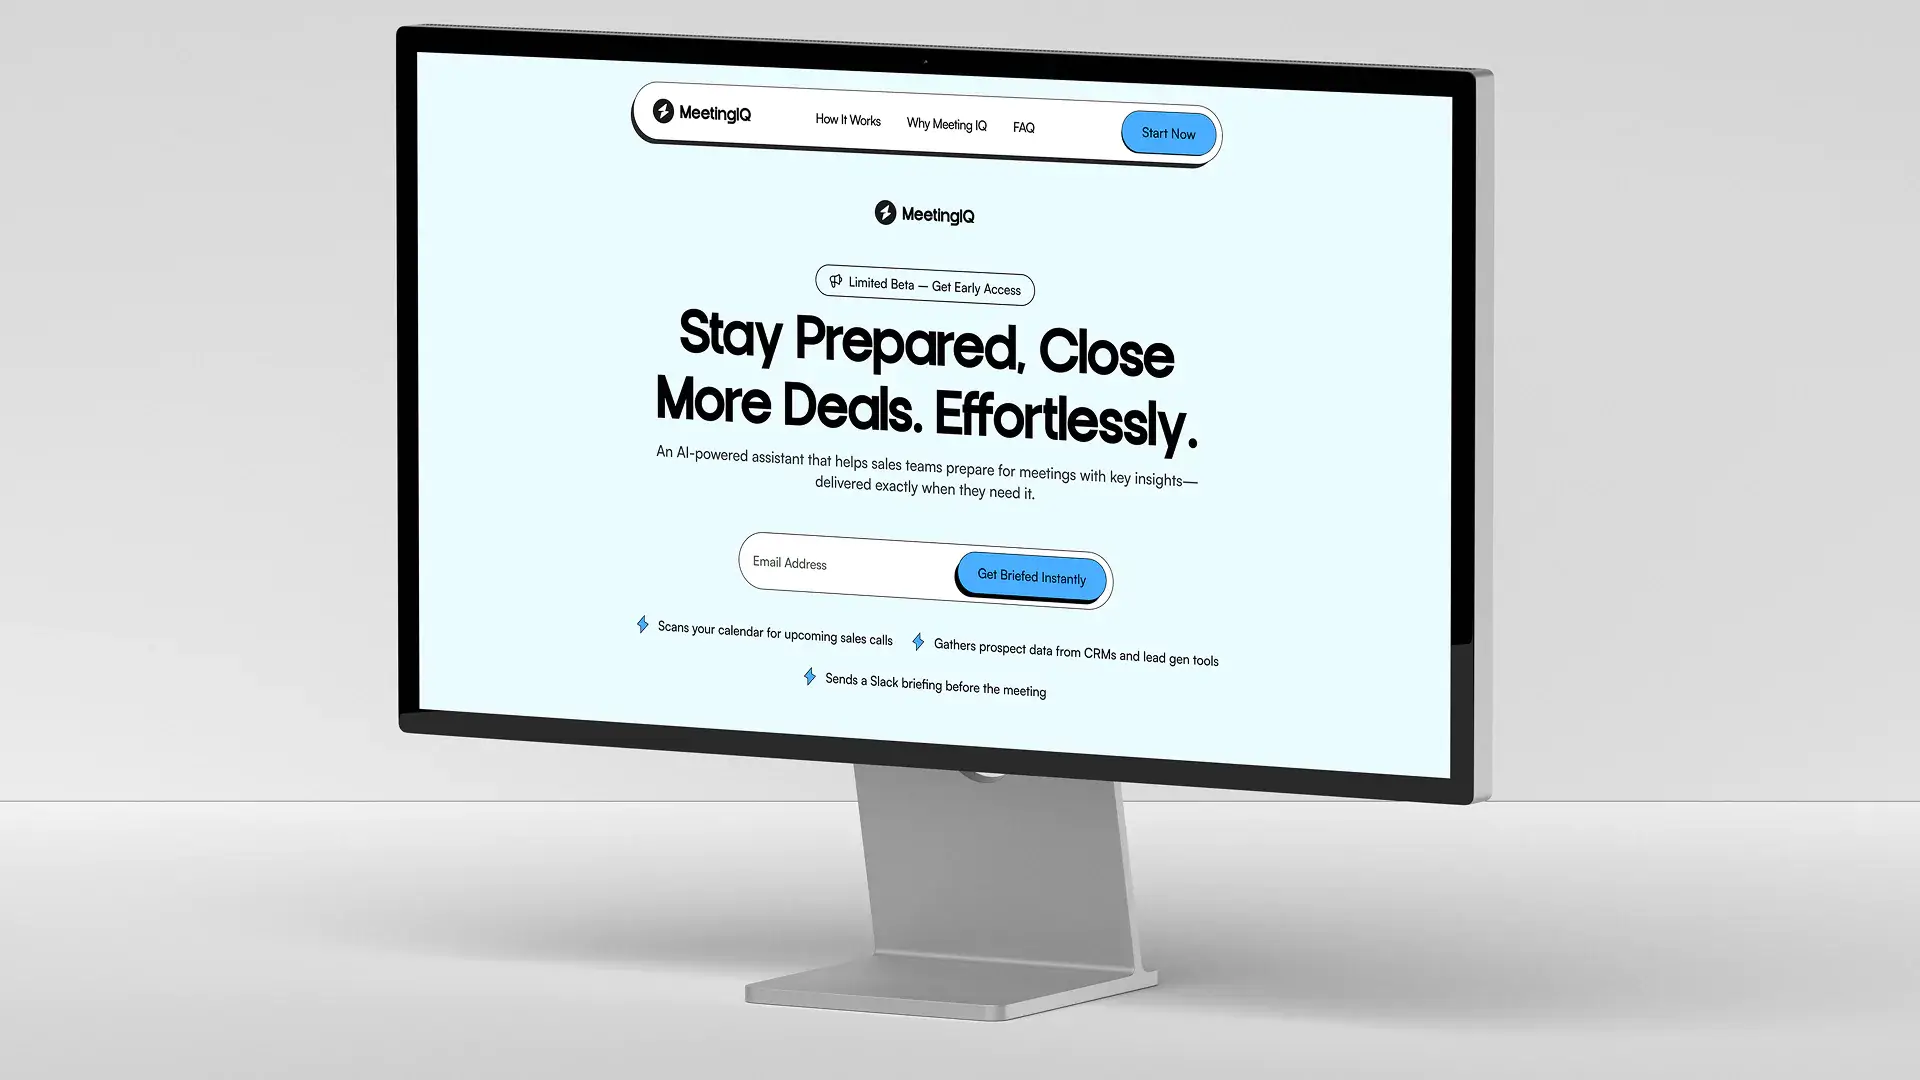 MeetingIQ
How It Works
Why Meeting IQ
FAQ
Start Now
MeetingIQ
Limited Beta — Get Early Access
Stay Prepared, Close
More Deals. Effortlessly.
An AI-powered assistant that helps sales teams prepare for meetings with key insights—
delivered exactly when they need it.
Email Address
Get Briefed Instantly
Scans your calendar for upcoming sales calls
Gathers prospect data from CRMs and lead gen tools
Sends a Slack briefing before the meeting